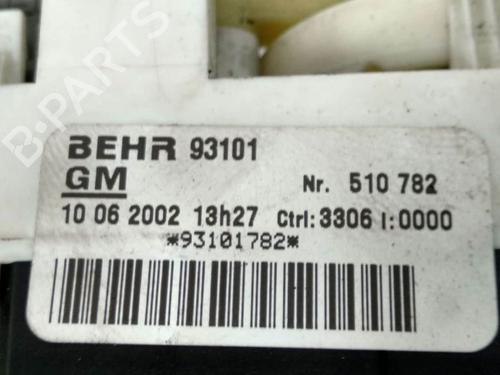 B-PARTS
BEHR 93101
GM Nr. 510 782
10 06 2002 13h27 Ctrl:3306 I:0000
*93101782*